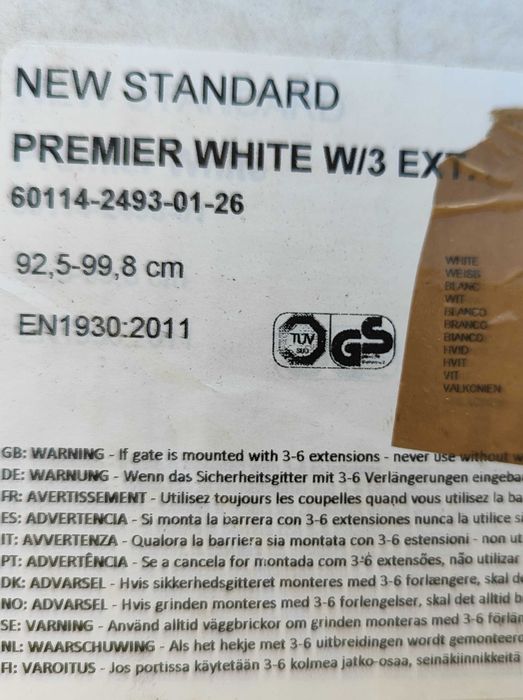 NEW STANDARD
PREMIER WHITE W/3 EXT.
60114-2493-01-26
92,5-99,8 cm
EN1930:2011
TÜV
SÜD
GS
WHITE
WEISS
BLANC
WIT
BLANCO
BRANCO
BIANCO
HVID
HVIT
VIT
VALKOINEN
GB: WARNING - If gate is mounted with 3-6 extensions - never use without w
DE: WARNUNG - Wenn das Sicherheitsgitter mit 3-6 Verlängerungen eingeba
FR: AVERTISSEMENT - Utilisez toujours les coupelles quand vous utilisez la ba
ES: ADVERTENCIA - Si monta la barrera con 3-6 extensiones nunca la utilice si
IT: AVVERTENZA - Qualora la barriera sia montata con 3-6 estensioni - non ut
PT: ADVERTÊNCIA - Se a cancela for montada com 3-6 extensões, não utilizar
DK: ADVARSEL - Hvis sikkerhedsgitteret monteres med 3-6 forlængere, skal de
NO: ADVARSEL - Hvis grinden monteres med 3-6 forlengelser, skal det alltid b
SE: VARNING - Använd alltid väggbrickor om grinden monteras med 3-6 förlän
NL: WAARSCHUWING - Als het hekje met 3-6 uitbreidingen wordt gemonteerd
FI: VAROITUS - Jos portissa käytetään 3-6 kolmea jatko-osaa, seinäkiinnikkeitä